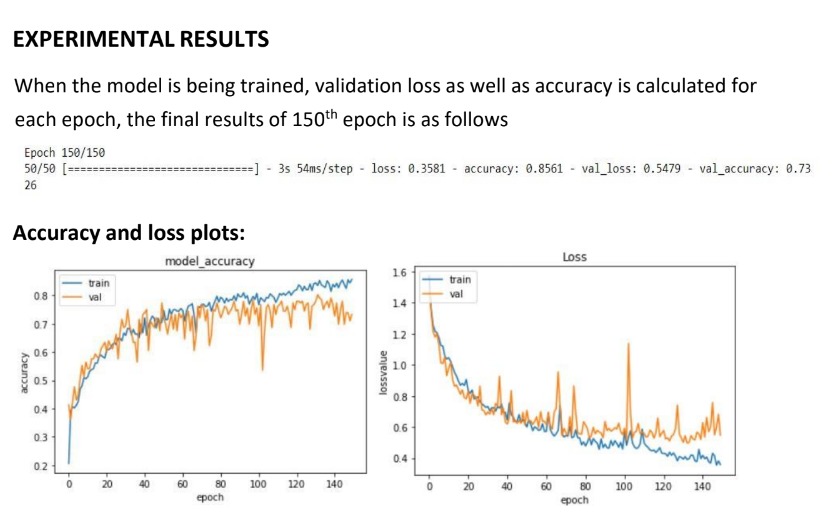 EXPERIMENTAL RESULTS
When the model is being trained, validation loss as well as accuracy is calculated for
each epoch, the final results of 150th epoch is as follows
Epoch 150/150
50/50 [==============================] - 3s 54ms/step - loss: 0.3581 - accuracy: 0.8561 - val_loss: 0.5479 - val_accuracy: 0.73
26
Accuracy and loss plots:
model_accuracy
train
val
accuracy
0.8
0.7
0.6
0.5
0.4
0.3
0.2
0 20 40 60 80 100 120 140
epoch
Loss
train
val
lossvalue
1.6
1.4
1.2
1.0
0.8
0.6
0.4
0 20 40 60 80 100 120 140
epoch